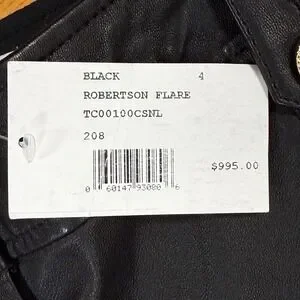 BLACK 4
ROBERTSON FLARE
TC00100CSNL
208
0 60147 93080 6
$995.00